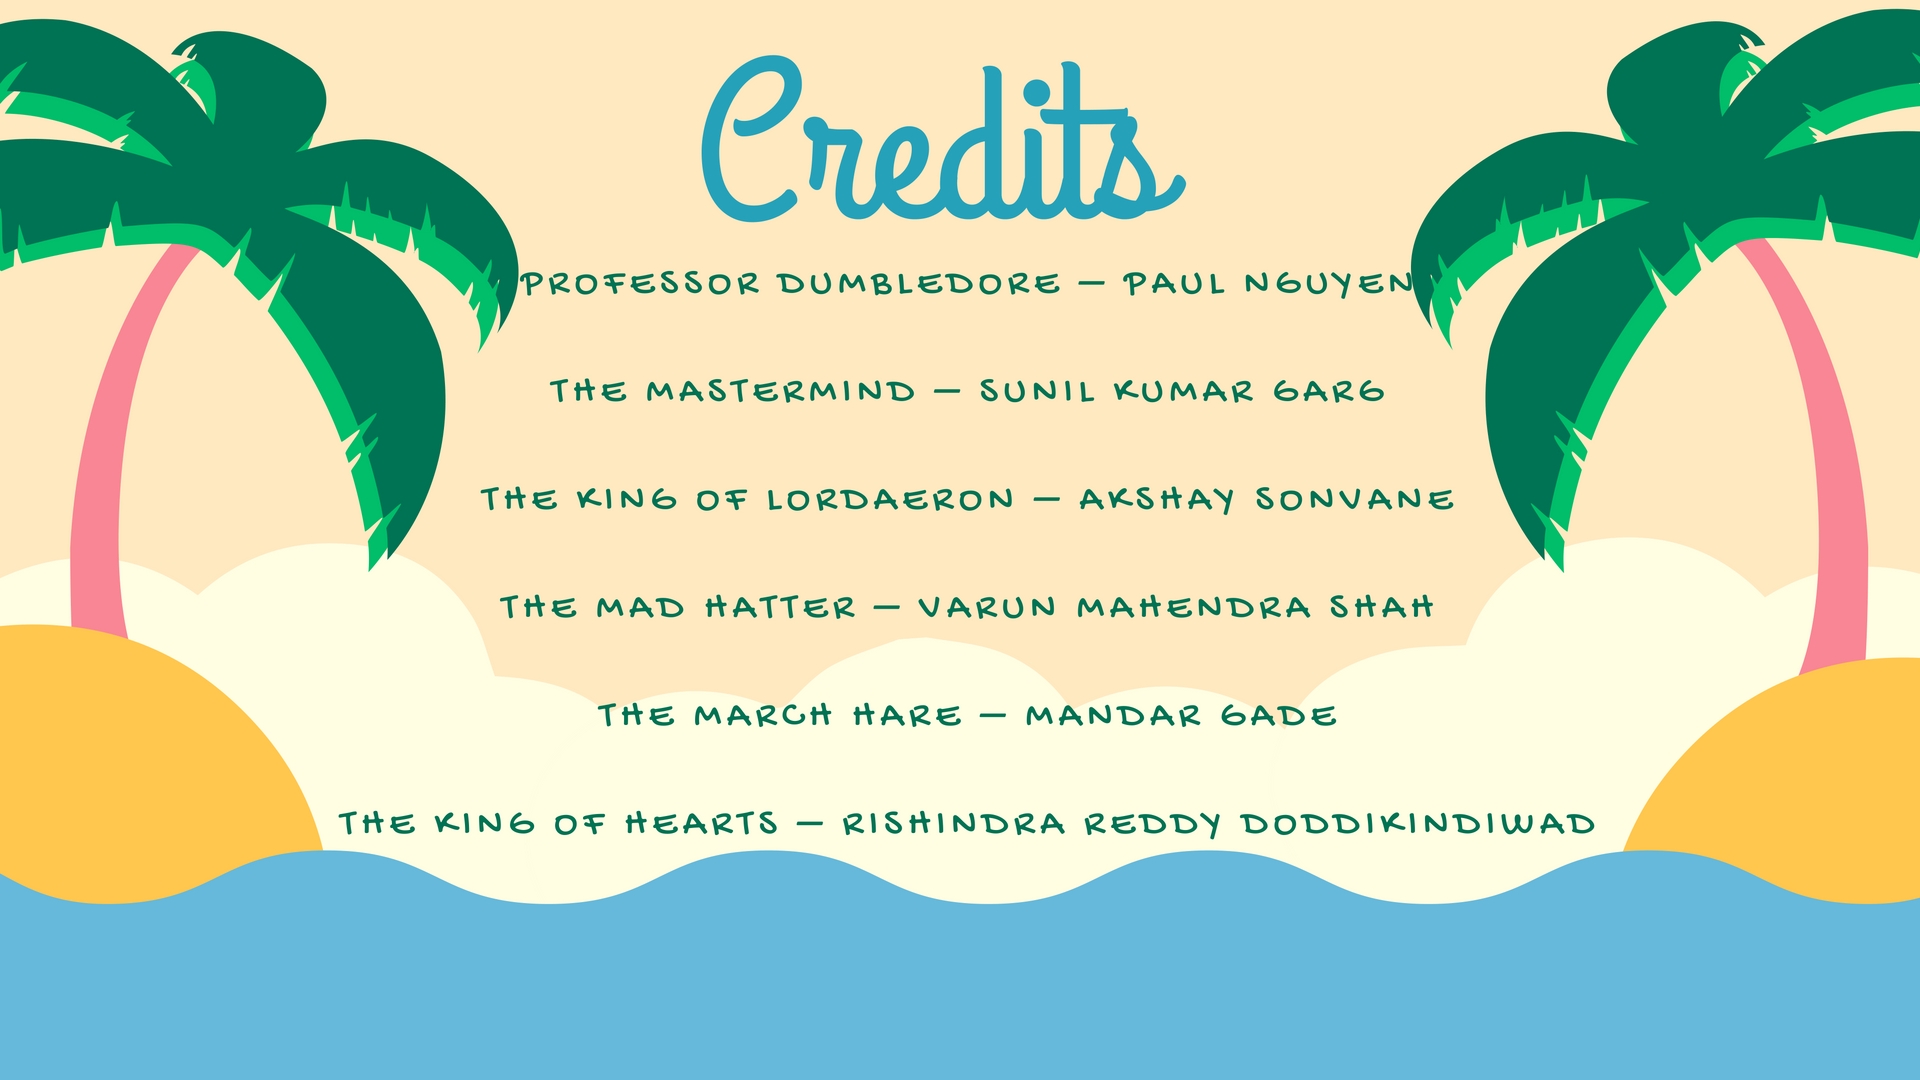 Credits
PROFESSOR DUMBLEDORE — PAUL NGUYEN
THE MASTERMIND — SUNIL KUMAR GARG
THE KING OF LORDAERON — AKSHAY SONVANE
THE MAD HATTER — VARUN MAHENDRA SHAH
THE MARCH HARE — MANDAR GADE
THE KING OF HEARTS — RISHINDRA REDDY DODDIKINDIWAD